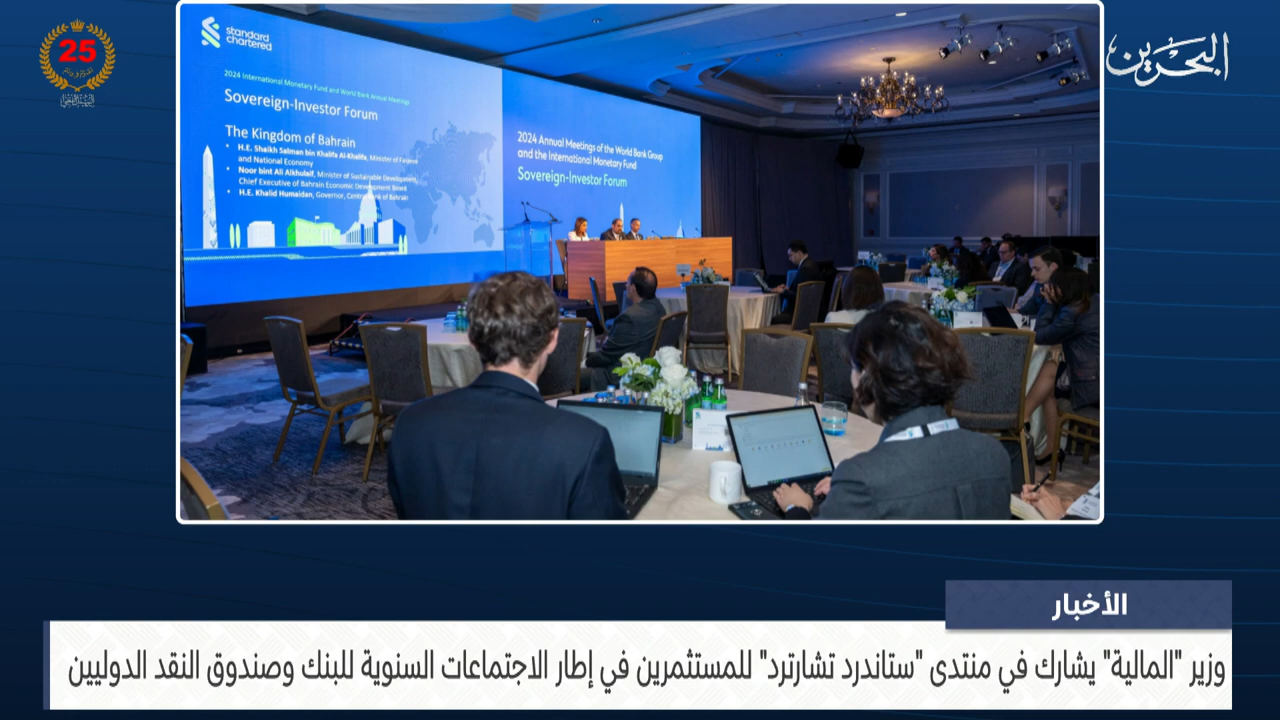 25
البحرين
standard
chartered
2024 International Monetary Fund and World Bank Annual Meetings
Sovereign-Investor Forum
The Kingdom of Bahrain
• H.E. Shaikh Salman bin Khalifa Al-Khalifa, Minister of Finance
and National Economy
• Noor bint Ali Alkhulaif, Minister of Sustainable Development,
Chief Executive of Bahrain Economic Development Board
• H.E. Khalid Humaidan, Governor, Central Bank of Bahrain
2024 Annual Meetings of the World Bank Group
and the International Monetary Fund
Sovereign-Investor Forum
الأخبار
وزير "المالية" يشارك في منتدى "ستاندرد تشارترد" للمستثمرين في إطار الاجتماعات السنوية للبنك وصندوق النقد الدوليين